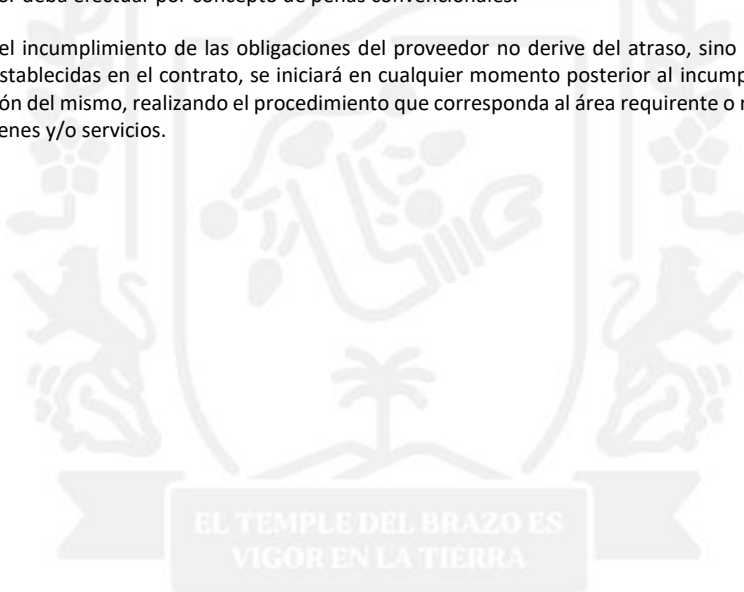 or deba efectuar por concepto de penas convencionales.
el incumplimiento de las obligaciones del proveedor no derive del atraso, sino
stablecidas en el contrato, se iniciará en cualquier momento posterior al incump
ón del mismo, realizando el procedimiento que corresponda al área requirente o
enes y/o servicios.
EL TEMPLE DEL BRAZO ES
VIGOR EN LA TIERRA